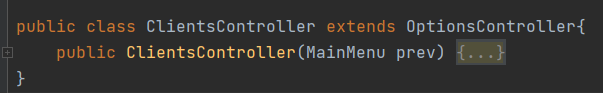 public class ClientsController extends OptionsController{
public ClientsController(MainMenu prev) {...}
}